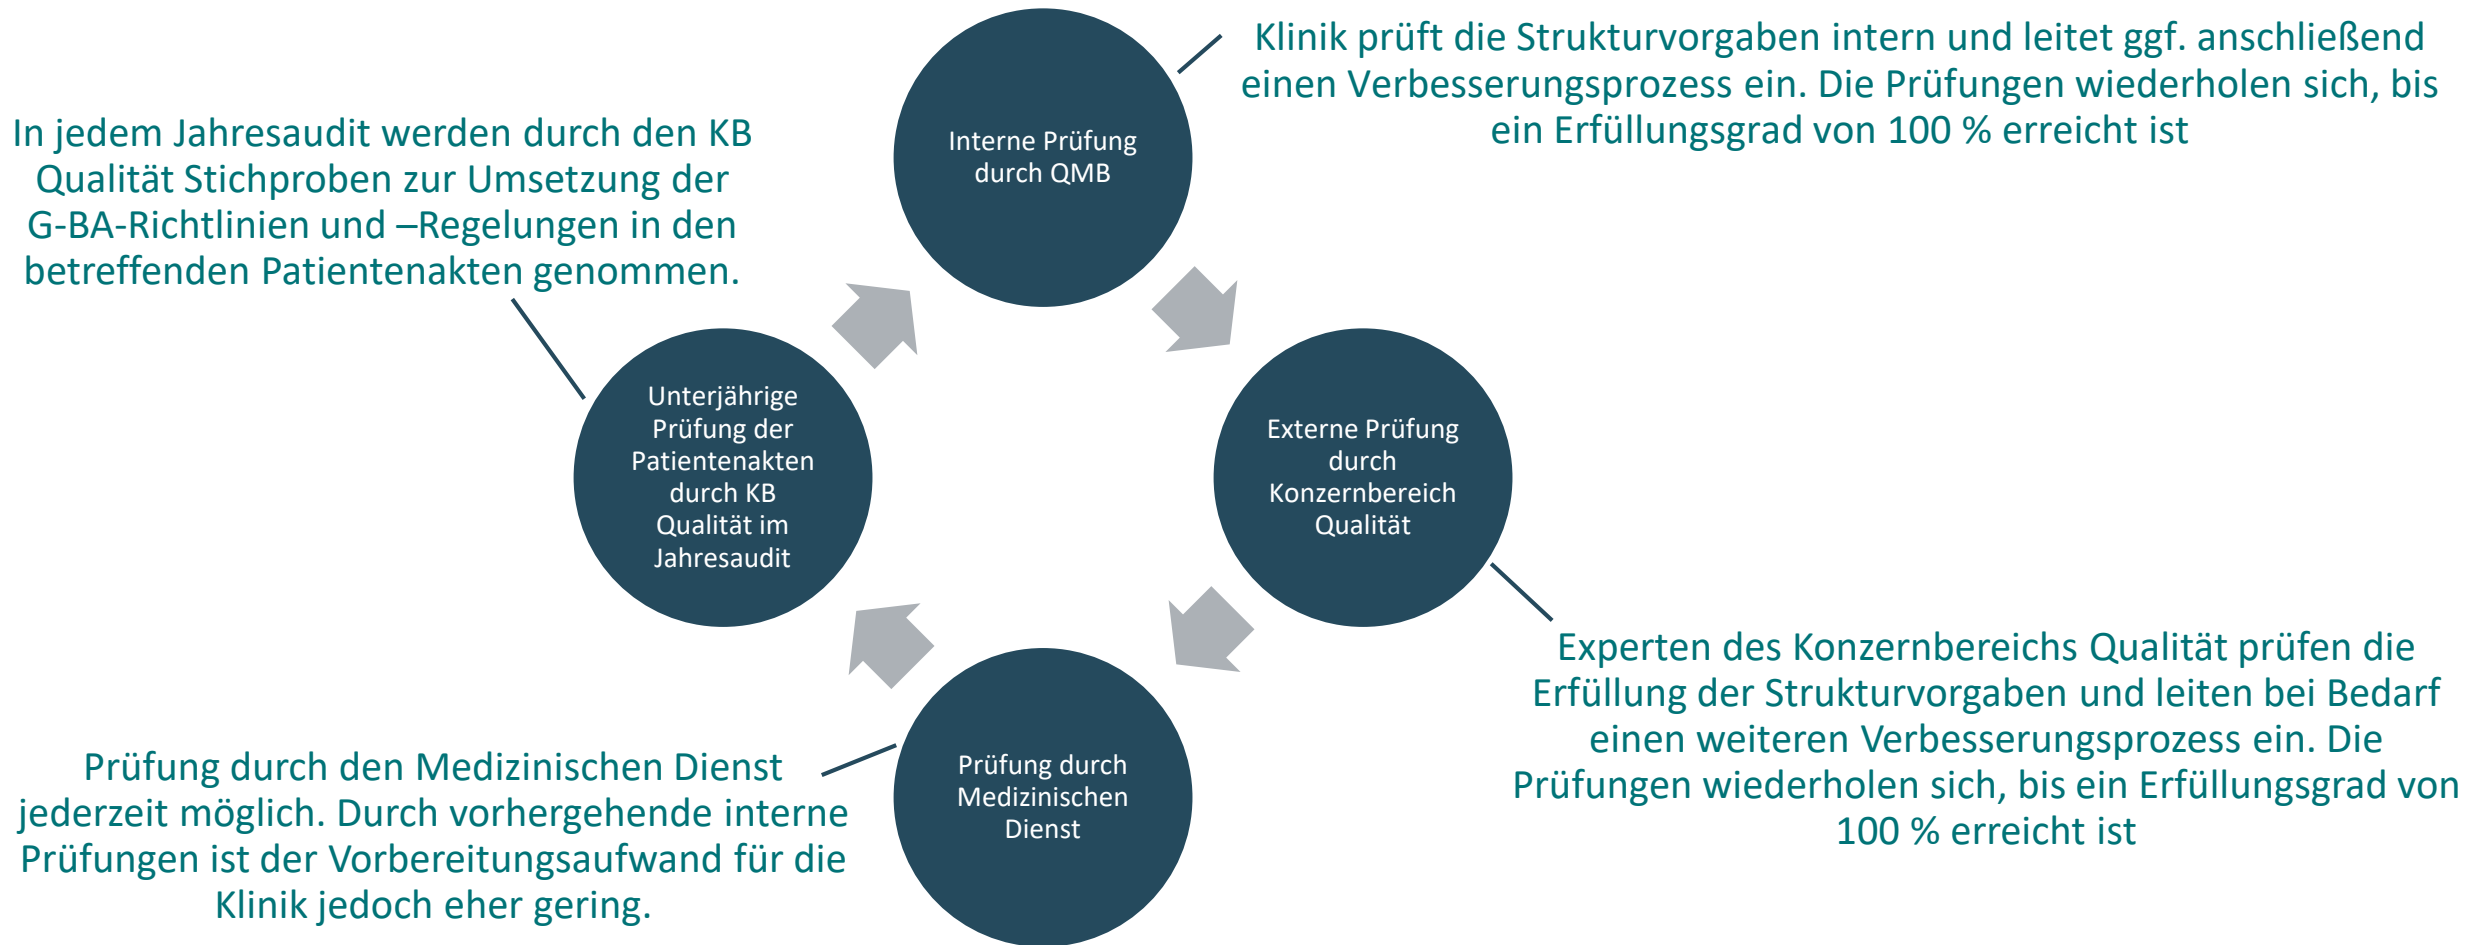 Klinik prüft die Strukturvorgaben intern und leitet ggf. anschließend
einen Verbesserungsprozess ein. Die Prüfungen wiederholen sich, bis
ein Erfüllungsgrad von 100 % erreicht ist
Interne Prüfung
durch QMB
In jedem Jahresaudit werden durch den KB
Qualität Stichproben zur Umsetzung der
G-BA-Richtlinien und –Regelungen in den
betreffenden Patientenakten genommen.
Unterjährige
Prüfung der
Patientenakten
durch KB
Qualität im
Jahresaudit
Externe Prüfung
durch
Konzernbereich
Qualität
Experten des Konzernbereichs Qualität prüfen die
Erfüllung der Strukturvorgaben und leiten bei Bedarf
einen weiteren Verbesserungsprozess ein. Die
Prüfungen wiederholen sich, bis ein Erfüllungsgrad von
100 % erreicht ist
Prüfung durch den Medizinischen Dienst
jederzeit möglich. Durch vorhergehende interne
Prüfungen ist der Vorbereitungsaufwand für die
Klinik jedoch eher gering.
Prüfung durch
Medizinischen
Dienst